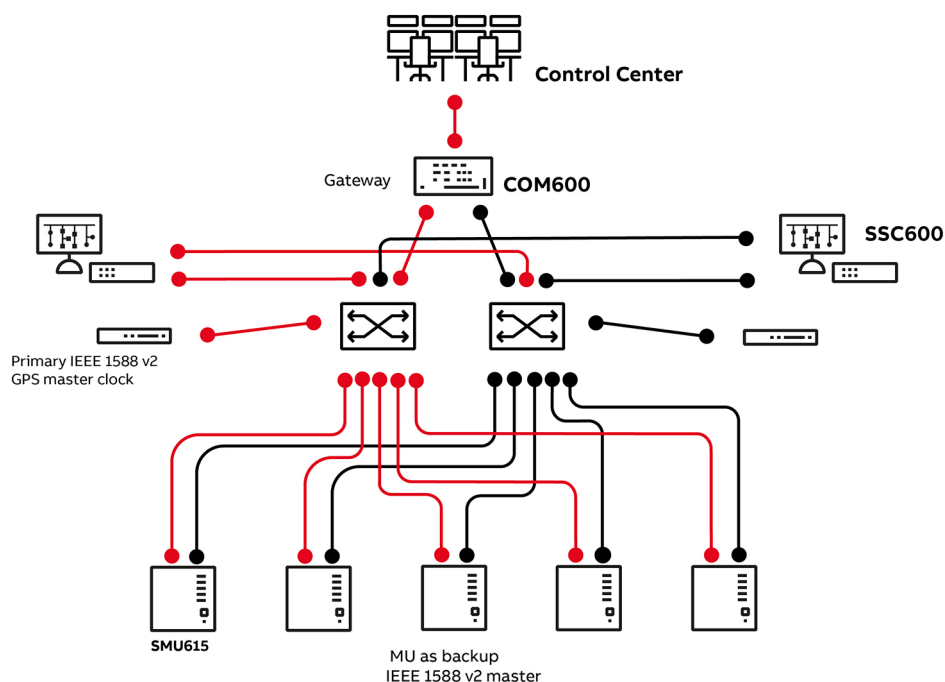 Control Center
Gateway
COM600
SSC600
Primary IEEE 1588 v2
GPS master clock
SMU615
MU as backup
IEEE 1588 v2 master